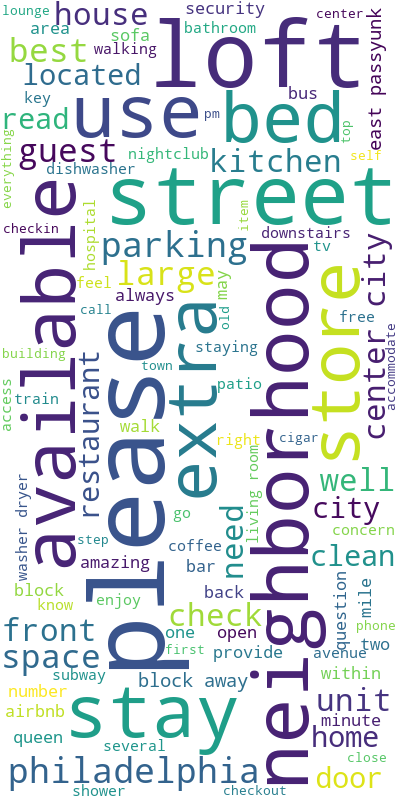 lounge
house
security
center
area
sofa
bathroom
loft
best
walking
located
key
use
bus
east passyunk
read
pm
bed
top
guest
nightclub
kitchen
self
everything
dishwasher
street
checkin
available
hospital
item
downstairs
parking
tv
feel
large
may
neighborhood
store
center city
always
call
please
extra
old
free
accommodate
building
restaurant
staying
town
patio
access
train
walk
right
cigar
living room
well
washer dryer
go
city
step
coffee
need
concern
amazing
bar
clean
block
know
enjoy
back
check
question
mile
phone
front
one
open
first
provide
avenue
two
space
subway
block away
within
number
stay
unit
airbnb
minute
queen
several
home
close
philadelphia
door
shower
checkout